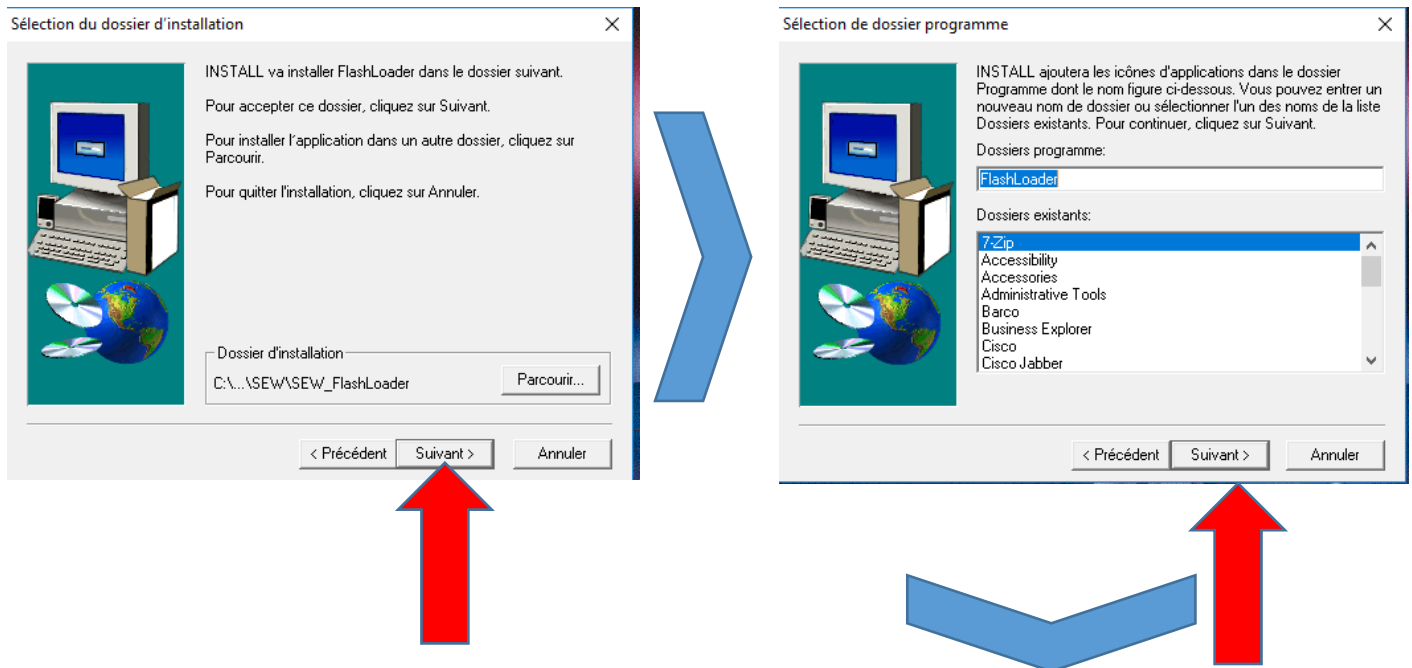 Sélection du dossier d'installation
INSTALL va installer FlashLoader dans le dossier suivant.
Pour accepter ce dossier, cliquez sur Suivant.
Pour installer l'application dans un autre dossier, cliquez sur
Parcourir.
Pour quitter l'installation, cliquez sur Annuler.
Dossier d'installation
C:\...\SEW\SEW_FlashLoader
Parcourir...
< Précédent
Suivant >
Annuler
Sélection de dossier programme
INSTALL ajoutera les icônes d'applications dans le dossier
Programme dont le nom figure ci-dessous. Vous pouvez entrer un
nouveau nom de dossier ou sélectionner l'un des noms de la liste
Dossiers existants. Pour continuer, cliquez sur Suivant.
Dossiers programme:
FlashLoader
Dossiers existants:
7-Zip
Accessibility
Accessories
Administrative Tools
Barco
Business Explorer
Cisco
Cisco Jabber
< Précédent
Suivant >
Annuler